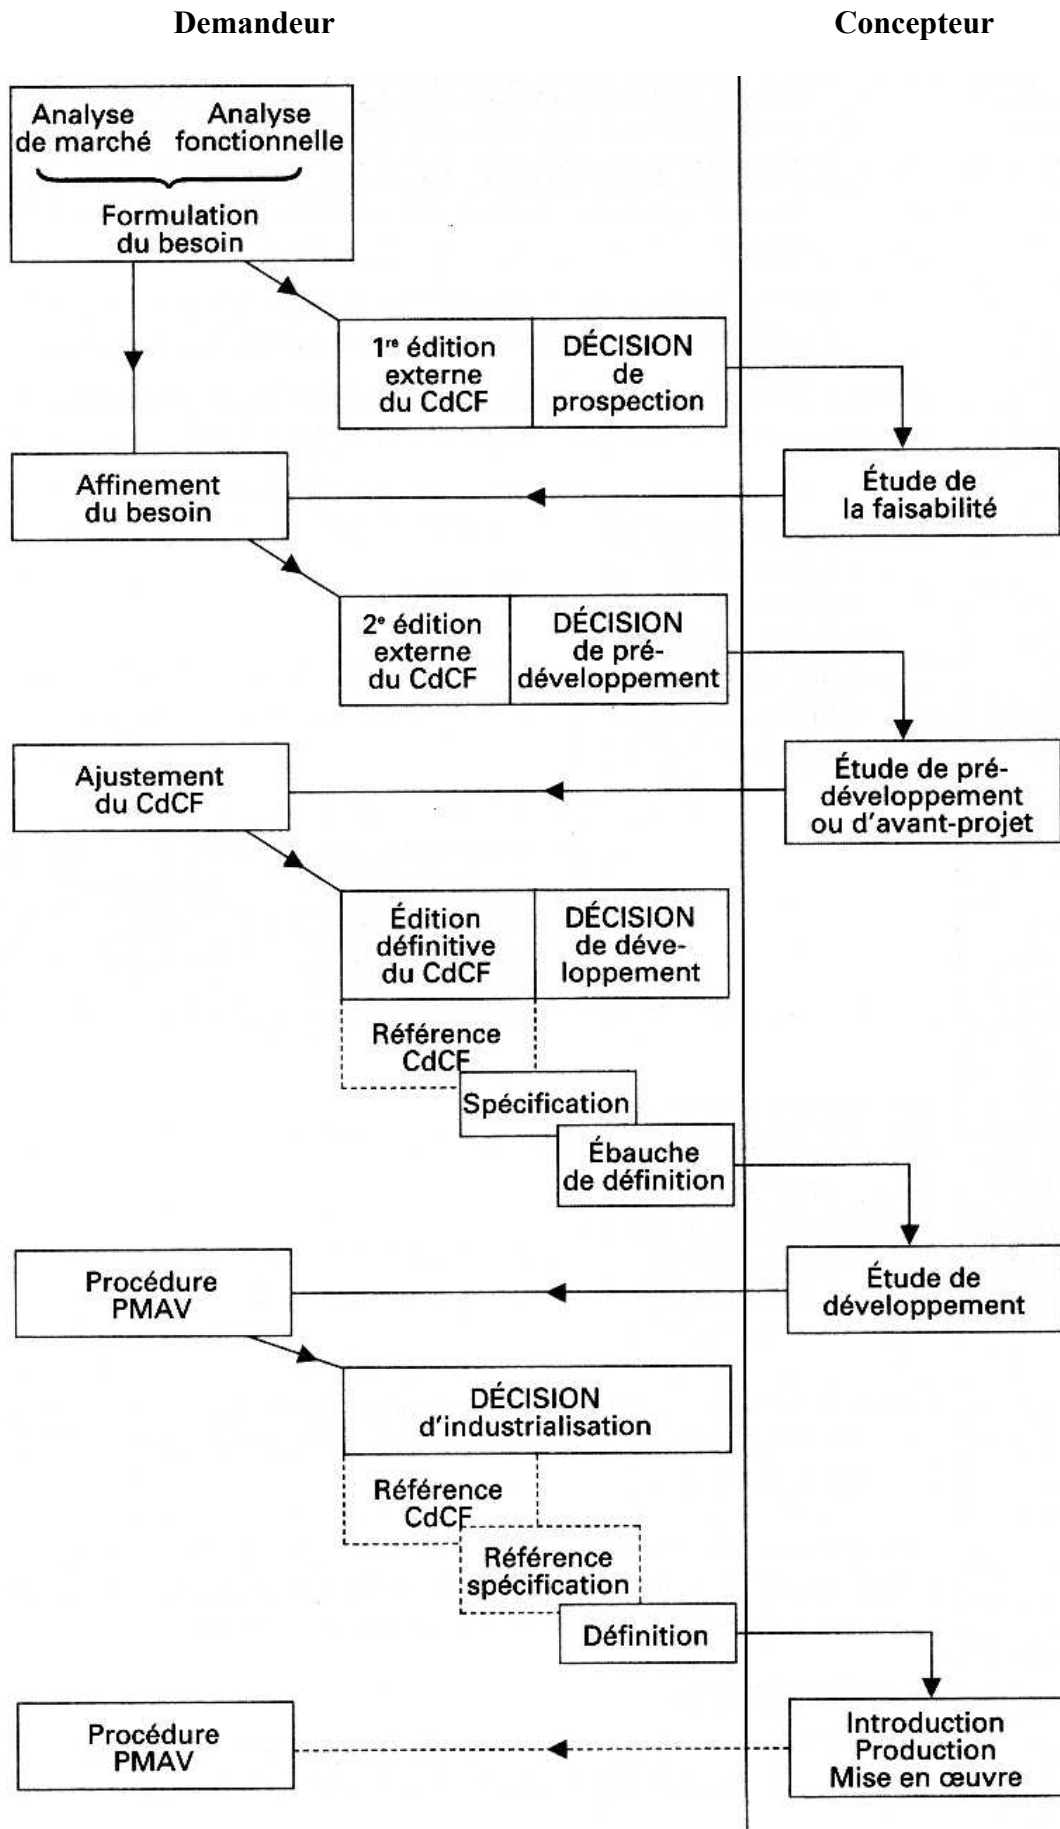 Demandeur
Concepteur
Analyse
de marché
Analyse
fonctionnelle
Formulation
du besoin
1re édition
externe
du CdCF
DÉCISION
de
prospection
Affinement
du besoin
Étude de
la faisabilité
2e édition
externe
du CdCF
DÉCISION
de pré-
développement
Ajustement
du CdCF
Étude de pré-
développement
ou d'avant-projet
Édition
définitive
du CdCF
DÉCISION
de déve-
loppement
Référence
CdCF
Spécification
Ébauche
de définition
Procédure
PMAV
Étude de
développement
DÉCISION
d'industrialisation
Référence
CdCF
Référence
spécification
Définition
Procédure
PMAV
Introduction
Production
Mise en œuvre